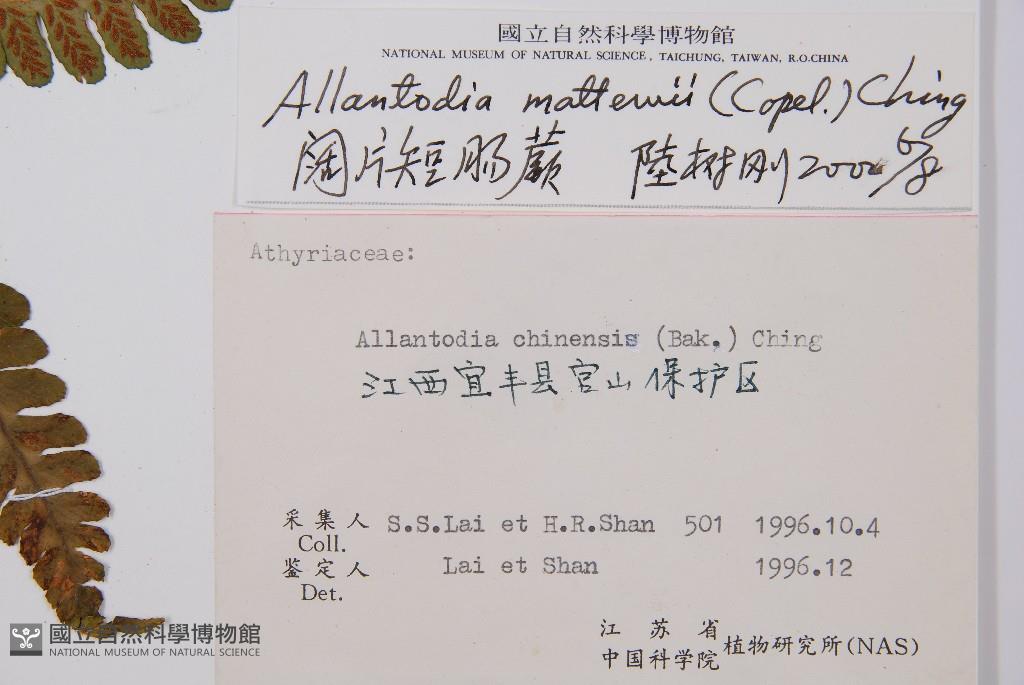 國立自然科學博物館
NATIONAL MUSEUM OF NATURAL SCIENCE, TAICHUNG, TAIWAN, R.O.CHINA
Allantodia mattewii (Copel.) Ching
阔片短肠蕨 陸树刚 2000
Athyriaceae:
Allantodia chinensis (Bak.) Ching
江西宜丰县官山保护区
采集人 S.S.Lai et H.R.Shan 501 1996.10.4
Coll.
鉴定人 Lai et Shan 1996.12
Det.
江苏省
中国科学院 植物研究所(NAS)
國立自然科學博物館
NATIONAL MUSEUM OF NATURAL SCIENCE